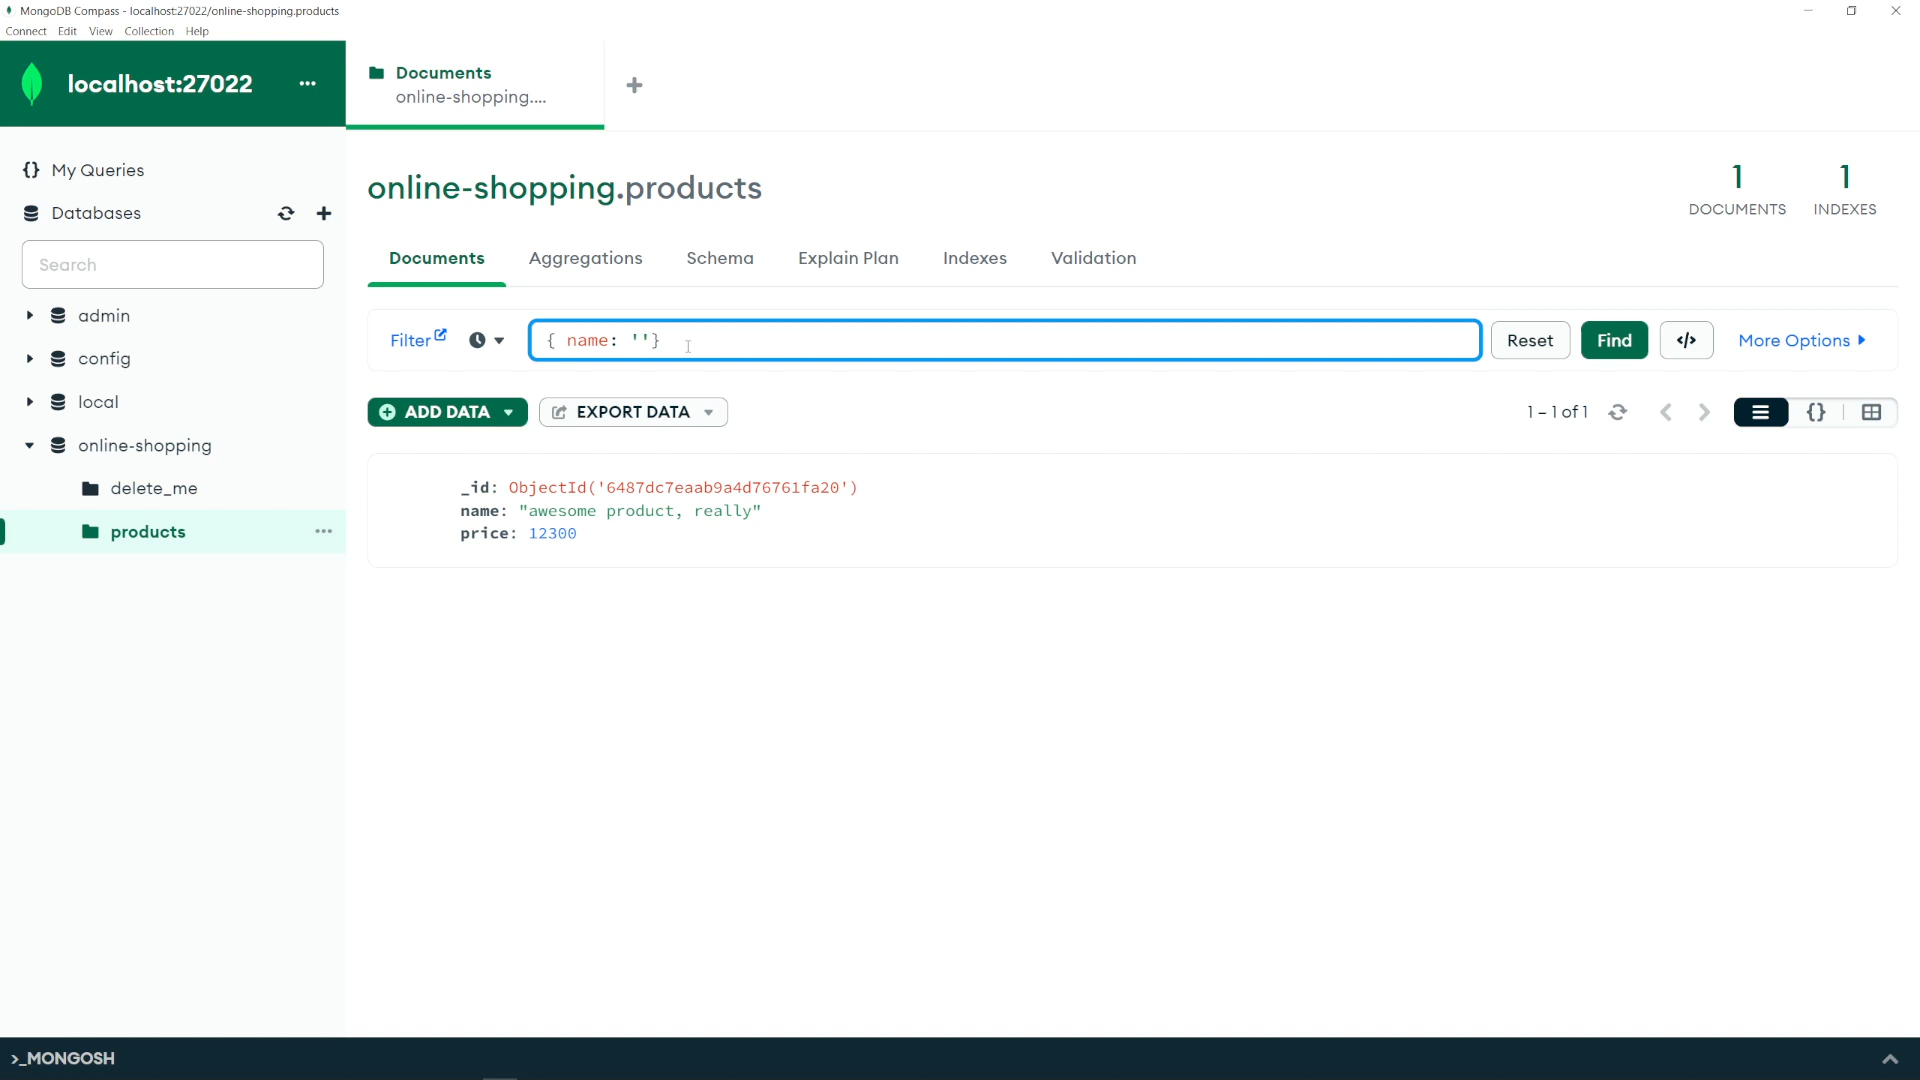 MongoDB Compass - localhost:27022/online-shopping.products
Connect Edit View Collection Help
localhost:27022
Documents
online-shopping....
My Queries
Databases
Search
admin
config
local
online-shopping
delete_me
products
online-shopping.products
1
DOCUMENTS
1
INDEXES
Documents Aggregations Schema Explain Plan Indexes Validation
Filter { name: ''} Reset Find </> More Options
ADD DATA EXPORT DATA 1 – 1 of 1 {}
_id: ObjectId('6487dc7eaab9a4d76761fa20')
name: "awesome product, really"
price: 12300
>_MONGOSH